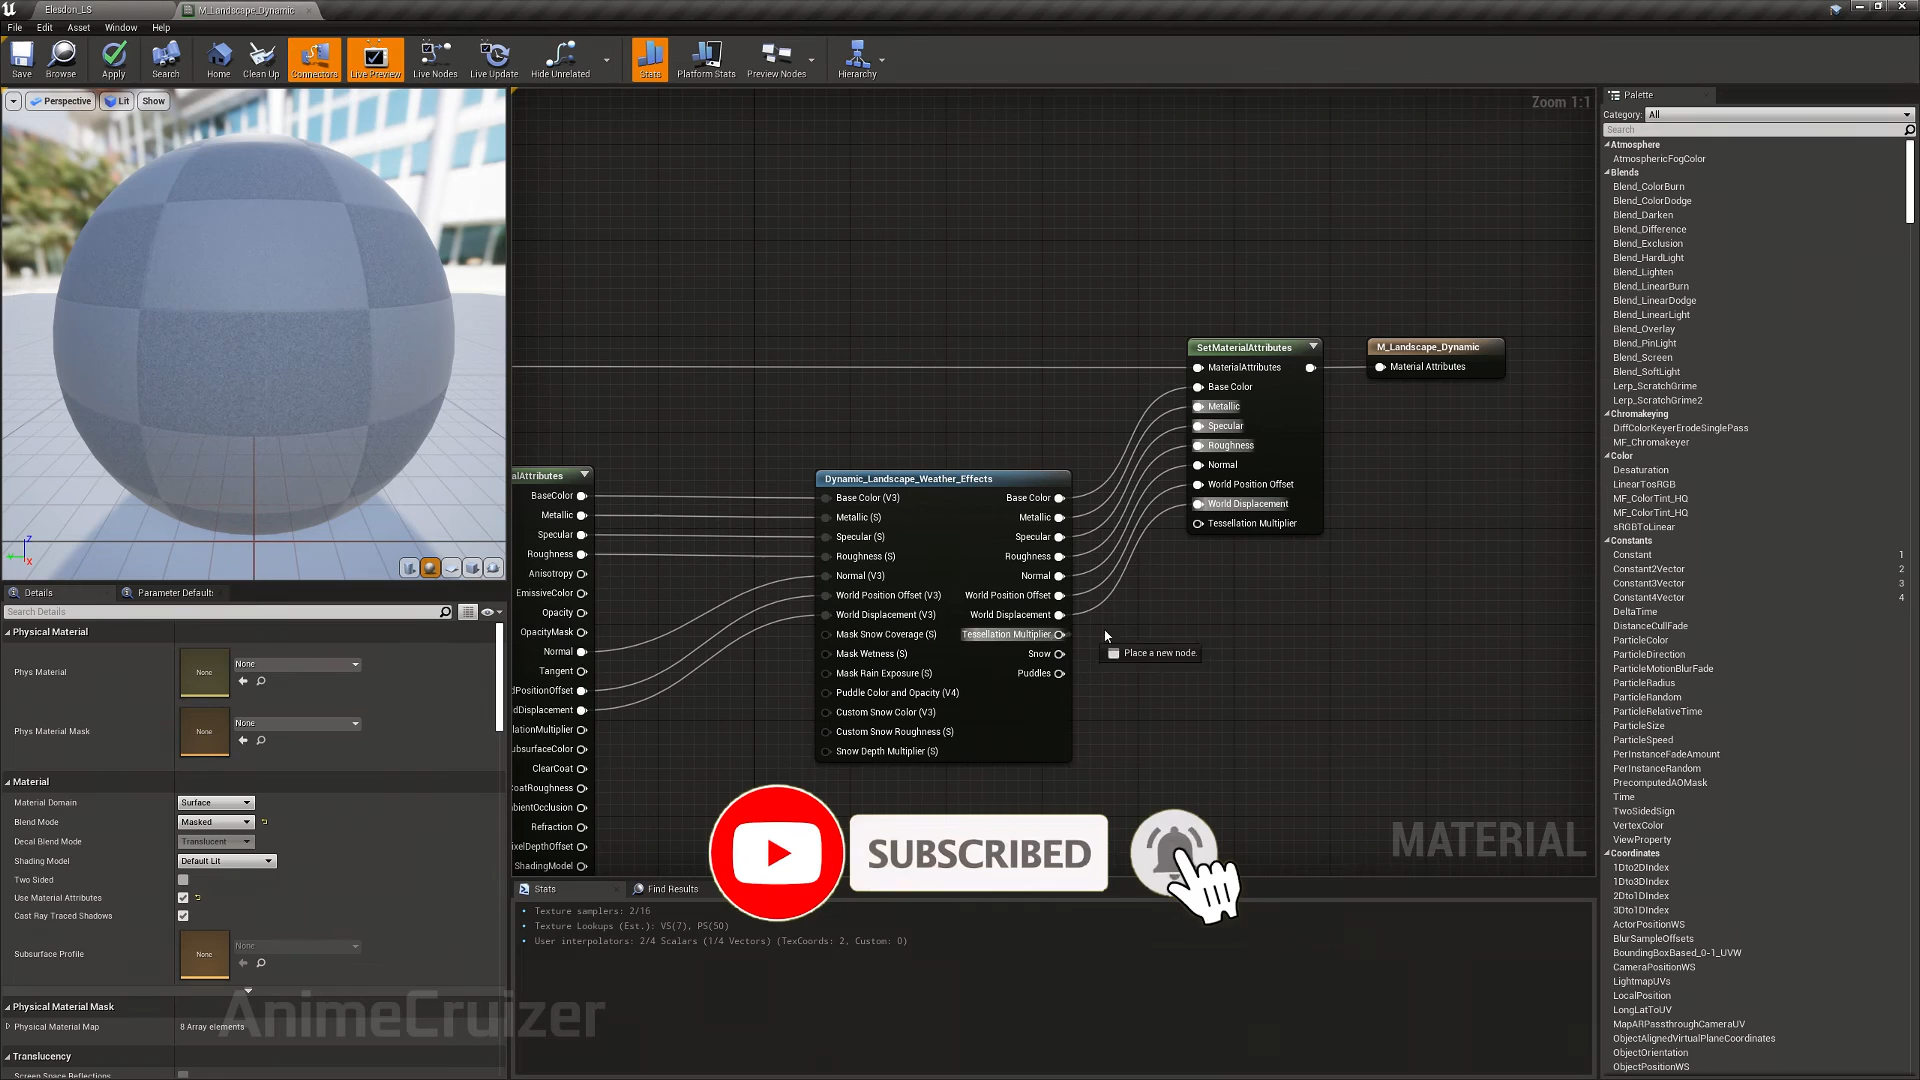 Elesdon_LS
M_Landscape_Dynamic
File Edit Asset Window Help
Save Browse Apply Search Home Clean Up Connectors Live Preview Live Nodes Live Update Hide Unrelated Stats Platform Stats Preview Nodes Hierarchy
Perspective Lit Show
Z
Y
X
Details
Parameter Default:
Search Details
Physical Material
Phys Material
None
None
Phys Material Mask
None
None
Material
Material Domain
Surface
Blend Mode
Masked
Decal Blend Mode
Translucent
Shading Model
Default Lit
Two Sided
Use Material Attributes
Cast Ray Traced Shadows
Subsurface Profile
None
None
Physical Material Mask
Physical Material Map
8 Array elements
Translucency
Screen Space Reflections
AnimeCruizer
Zoom 1:1
alAttributes
BaseColor
Metallic
Specular
Roughness
Anisotropy
EmissiveColor
Opacity
OpacityMask
Normal
Tangent
dPositionOffset
dDisplacement
lationMultiplier
ubsurfaceColor
ClearCoat
oatRoughness
bientOcclusion
Refraction
ixelDepthOffset
ShadingModel
Dynamic_Landscape_Weather_Effects
Base Color (V3) Base Color
Metallic (S) Metallic
Specular (S) Specular
Roughness (S) Roughness
Normal (V3) Normal
World Position Offset (V3) World Position Offset
World Displacement (V3) World Displacement
Mask Snow Coverage (S) Tessellation Multiplier
Mask Wetness (S) Snow
Mask Rain Exposure (S) Puddles
Puddle Color and Opacity (V4)
Custom Snow Color (V3)
Custom Snow Roughness (S)
Snow Depth Multiplier (S)
Place a new node.
SetMaterialAttributes
MaterialAttributes
Base Color
Metallic
Specular
Roughness
Normal
World Position Offset
World Displacement
Tessellation Multiplier
M_Landscape_Dynamic
Material Attributes
SUBSCRIBED
MATERIAL
Stats
Find Results
Texture samplers: 2/16
Texture Lookups (Est.): VS(7), PS(50)
User interpolators: 2/4 Scalars (1/4 Vectors) (TexCoords: 2, Custom: 0)
Palette
Category: All
Search
Atmosphere
AtmosphericFogColor
Blends
Blend_ColorBurn
Blend_ColorDodge
Blend_Darken
Blend_Difference
Blend_Exclusion
Blend_HardLight
Blend_Lighten
Blend_LinearBurn
Blend_LinearDodge
Blend_LinearLight
Blend_Overlay
Blend_PinLight
Blend_Screen
Blend_SoftLight
Lerp_ScratchGrime
Lerp_ScratchGrime2
Chromakeying
DiffColorKeyerErodeSinglePass
MF_Chromakeyer
Color
Desaturation
LinearTosRGB
MF_ColorTint_HQ
MF_ColorTint_HQ
sRGBToLinear
Constants
Constant 1
Constant2Vector 2
Constant3Vector 3
Constant4Vector 4
DeltaTime
DistanceCullFade
ParticleColor
ParticleDirection
ParticleMotionBlurFade
ParticleRadius
ParticleRandom
ParticleRelativeTime
ParticleSize
ParticleSpeed
PerInstanceFadeAmount
PerInstanceRandom
PrecomputedAOMask
Time
TwoSidedSign
VertexColor
ViewProperty
Coordinates
1Dto2DIndex
1Dto3DIndex
2Dto1DIndex
3Dto1DIndex
ActorPositionWS
BlurSampleOffsets
BoundingBoxBased_0-1_UVW
CameraPositionWS
LightmapUVs
LocalPosition
LongLatToUV
MapARPassthroughCameraUV
ObjectAlignedVirtualPlaneCoordinates
ObjectOrientation
ObjectPositionWS